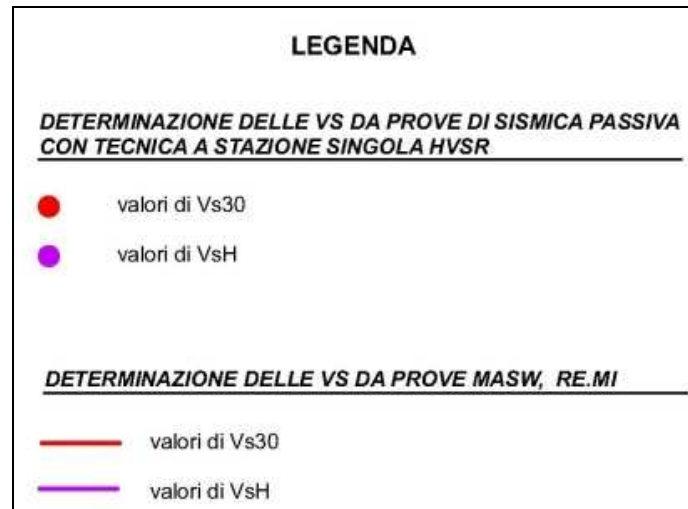 LEGENDA
DETERMINAZIONE DELLE VS DA PROVE DI SISMICA PASSIVA
CON TECNICA A STAZIONE SINGOLA HVSR
valori di Vs30
valori di VsH
DETERMINAZIONE DELLE VS DA PROVE MASW, RE.MI
valori di Vs30
valori di VsH